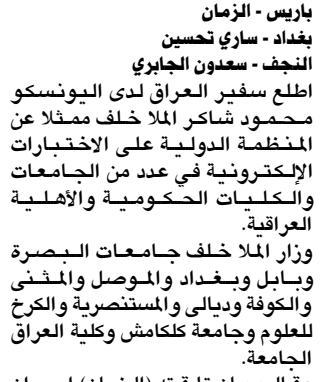 باريس - الزمان
بغداد - ساري تحسين
النجف - سعدون الجابري
اطلع سفير العراق لدى اليونسكو
محمود شاكر الملا خلف ممثلا عن
المنظمة الدولية على الاختبارات
الإلكترونية في عدد من الجامعات
والكليات الحكومية والأهلية
العراقية.
وزار الملا خلف جامعات البصرة
وبابل وبغداد والموصل والمثنى
والكوفة وديالى والمستنصرية والكرخ
للعلوم وجامعة كلكامش وكلية العراق
الجامعة.